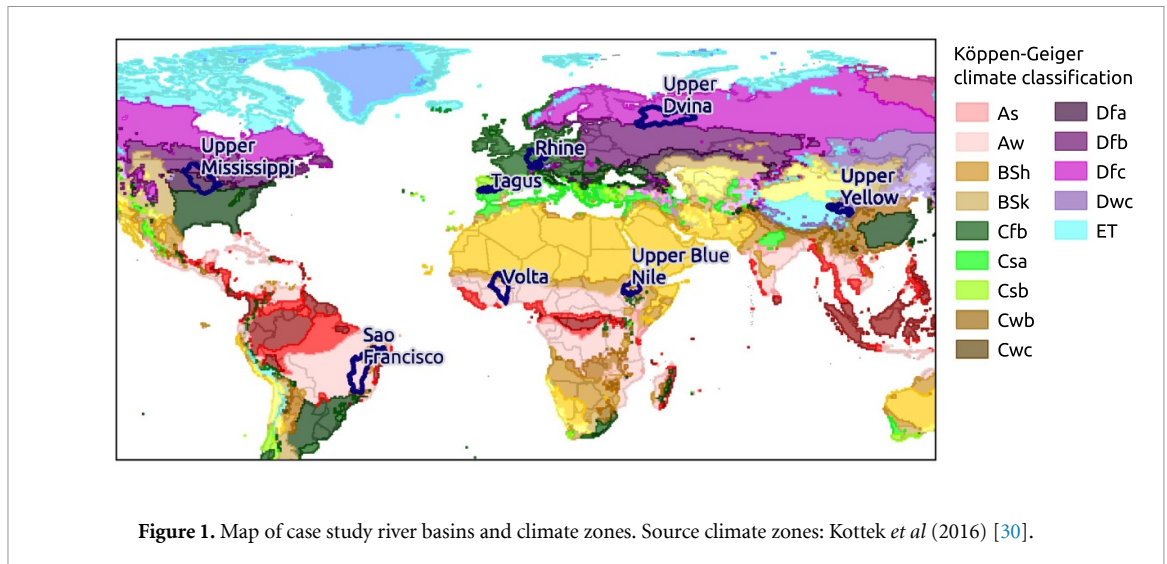 Köppen-Geiger
climate classification
As
Aw
BSh
BSk
Cfb
Csa
Csb
Cwb
Cwc
Dfa
Dfb
Dfc
Dwc
ET
Upper
Dvina
Upper
Mississippi
Rhine
Tagus
Upper
Yellow
Volta
Upper Blue
Nile
Sao
Francisco
Figure 1. Map of case study river basins and climate zones. Source climate zones: Kottek et al (2016) [30].